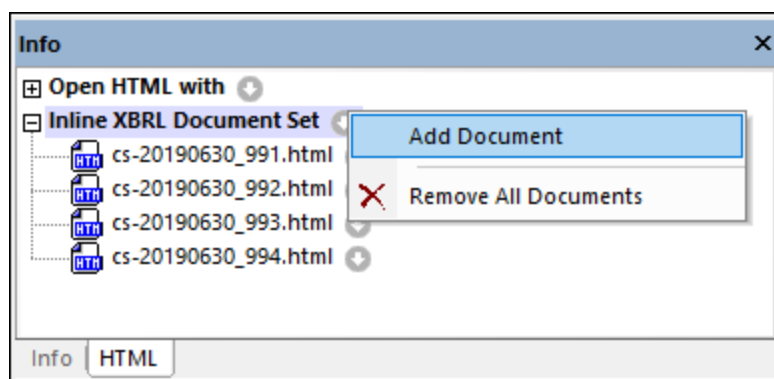 Info
Open HTML with
Inline XBRL Document Set
Add Document
cs-20190630_991.html
cs-20190630_992.html
Remove All Documents
cs-20190630_993.html
cs-20190630_994.html
Info HTML